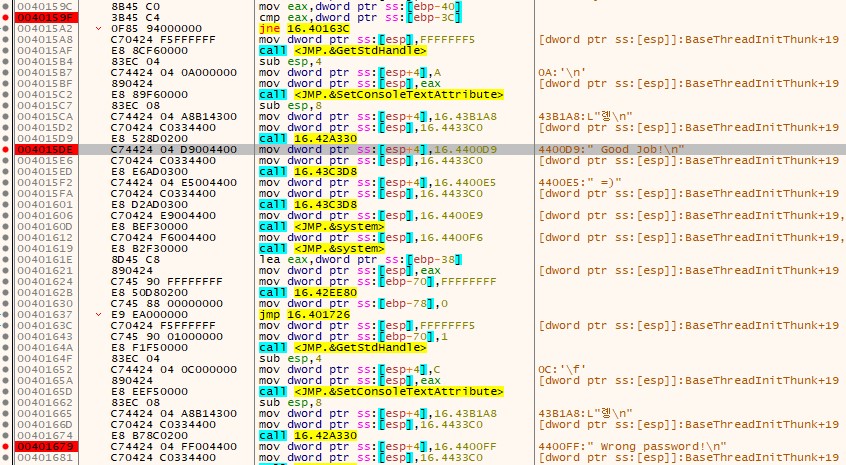 0040159C 8B45 C0 mov eax,dword ptr ss:[ebp-40]
0040159F 3B45 C4 cmp eax,dword ptr ss:[ebp-3C]
004015A2 0F85 94000000 jne 16.40163C
004015A8 C70424 F5FFFFFF mov dword ptr ss:[esp],FFFFFFF5 [dword ptr ss:[esp]]:BaseThreadInitThunk+19
004015AF E8 8CF60000 call <JMP.&GetStdHandle>
004015B4 83EC 04 sub esp,4
004015B7 C74424 04 0A000000 mov dword ptr ss:[esp+4],A 0A:'\n'
004015BF 890424 mov dword ptr ss:[esp],eax [dword ptr ss:[esp]]:BaseThreadInitThunk+19
004015C2 E8 89F60000 call <JMP.&SetConsoleTextAttribute>
004015C7 83EC 08 sub esp,8
004015CA C74424 04 A8B14300 mov dword ptr ss:[esp+4],16.43B1A8 43B1A8:L"\n"
004015D2 C70424 C0334400 mov dword ptr ss:[esp],16.4433C0 [dword ptr ss:[esp]]:BaseThreadInitThunk+19
004015D9 E8 528D0200 call 16.42A330
004015DE C74424 04 D9004400 mov dword ptr ss:[esp+4],16.4400D9 4400D9:" Good Job!\n"
004015E6 C70424 C0334400 mov dword ptr ss:[esp],16.4433C0 [dword ptr ss:[esp]]:BaseThreadInitThunk+19
004015ED E8 E6AD0300 call 16.43C3D8
004015F2 C74424 04 E5004400 mov dword ptr ss:[esp+4],16.4400E5 4400E5:" =)"
004015FA C70424 C0334400 mov dword ptr ss:[esp],16.4433C0 [dword ptr ss:[esp]]:BaseThreadInitThunk+19
00401601 E8 D2AD0300 call 16.43C3D8
00401606 C70424 E9004400 mov dword ptr ss:[esp],16.4400E9 [dword ptr ss:[esp]]:BaseThreadInitThunk+19,
0040160D E8 BEF30000 call <JMP.&system>
00401612 C70424 F6004400 mov dword ptr ss:[esp],16.4400F6 [dword ptr ss:[esp]]:BaseThreadInitThunk+19,
00401619 E8 B2F30000 call <JMP.&system>
0040161E 8D45 C8 lea eax,dword ptr ss:[ebp-38]
00401621 890424 mov dword ptr ss:[esp],eax [dword ptr ss:[esp]]:BaseThreadInitThunk+19
00401624 C745 90 FFFFFFFF mov dword ptr ss:[ebp-70],FFFFFFFF
0040162B E8 50D80200 call 16.42EE80
00401630 C745 88 00000000 mov dword ptr ss:[ebp-78],0
00401637 E9 EA000000 jmp 16.401726
0040163C C70424 F5FFFFFF mov dword ptr ss:[esp],FFFFFFF5 [dword ptr ss:[esp]]:BaseThreadInitThunk+19
00401643 C745 90 01000000 mov dword ptr ss:[ebp-70],1
0040164A E8 F1F50000 call <JMP.&GetStdHandle>
0040164F 83EC 04 sub esp,4
00401652 C74424 04 0C000000 mov dword ptr ss:[esp+4],C 0C:'\f'
0040165A 890424 mov dword ptr ss:[esp],eax [dword ptr ss:[esp]]:BaseThreadInitThunk+19
0040165D E8 EEF50000 call <JMP.&SetConsoleTextAttribute>
00401662 83EC 08 sub esp,8
00401665 C74424 04 A8B14300 mov dword ptr ss:[esp+4],16.43B1A8 43B1A8:L"\n"
0040166D C70424 C0334400 mov dword ptr ss:[esp],16.4433C0 [dword ptr ss:[esp]]:BaseThreadInitThunk+19
00401674 E8 B78C0200 call 16.42A330
00401679 C74424 04 FF004400 mov dword ptr ss:[esp+4],16.4400FF 4400FF:" Wrong password!\n"
00401681 C70424 C0334400 mov dword ptr ss:[esp],16.4433C0 [dword ptr ss:[esp]]:BaseThreadInitThunk+19